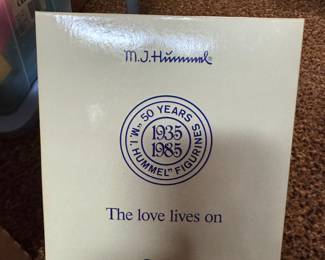 M.J.Hummel®
50 YEARS
1935
1985
"M.I. HUMMEL" FIGURINES
The love lives on